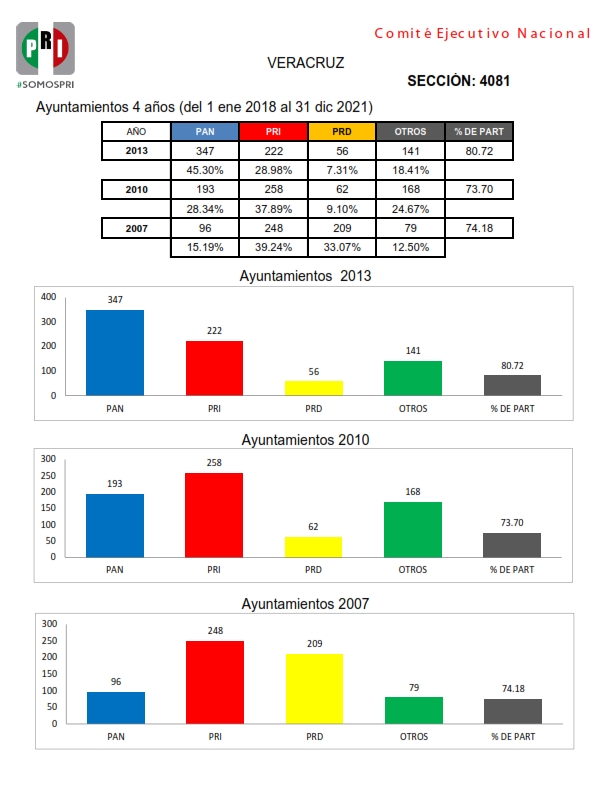 Comité Ejecutivo Nacional
PRI
#SOMOSPRI
VERACRUZ
SECCIÓN: 4081
Ayuntamientos 4 años (del 1 ene 2018 al 31 dic 2021)
AÑO PAN PRI PRD OTROS % DE PART
2013 347 222 56 141 80.72
45.30% 28.98% 7.31% 18.41%
2010 193 258 62 168 73.70
28.34% 37.89% 9.10% 24.67%
2007 96 248 209 79 74.18
15.19% 39.24% 33.07% 12.50%
Ayuntamientos 2013
400
300
200
100
0
347
222
56
141
80.72
PAN PRI PRD OTROS % DE PART
Ayuntamientos 2010
300
250
200
150
100
50
0
193
258
62
168
73.70
PAN PRI PRD OTROS % DE PART
Ayuntamientos 2007
300
250
200
150
100
50
0
96
248
209
79
74.18
PAN PRI PRD OTROS % DE PART